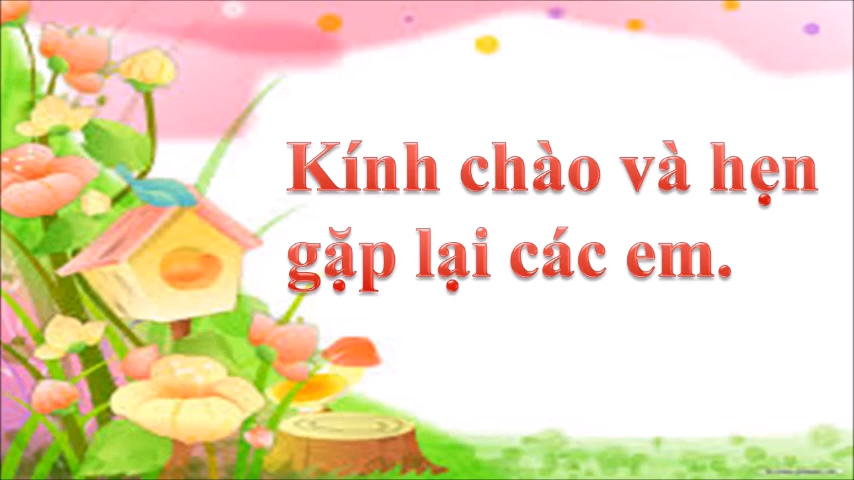 Kính chào và hẹn
gặp lại các em.